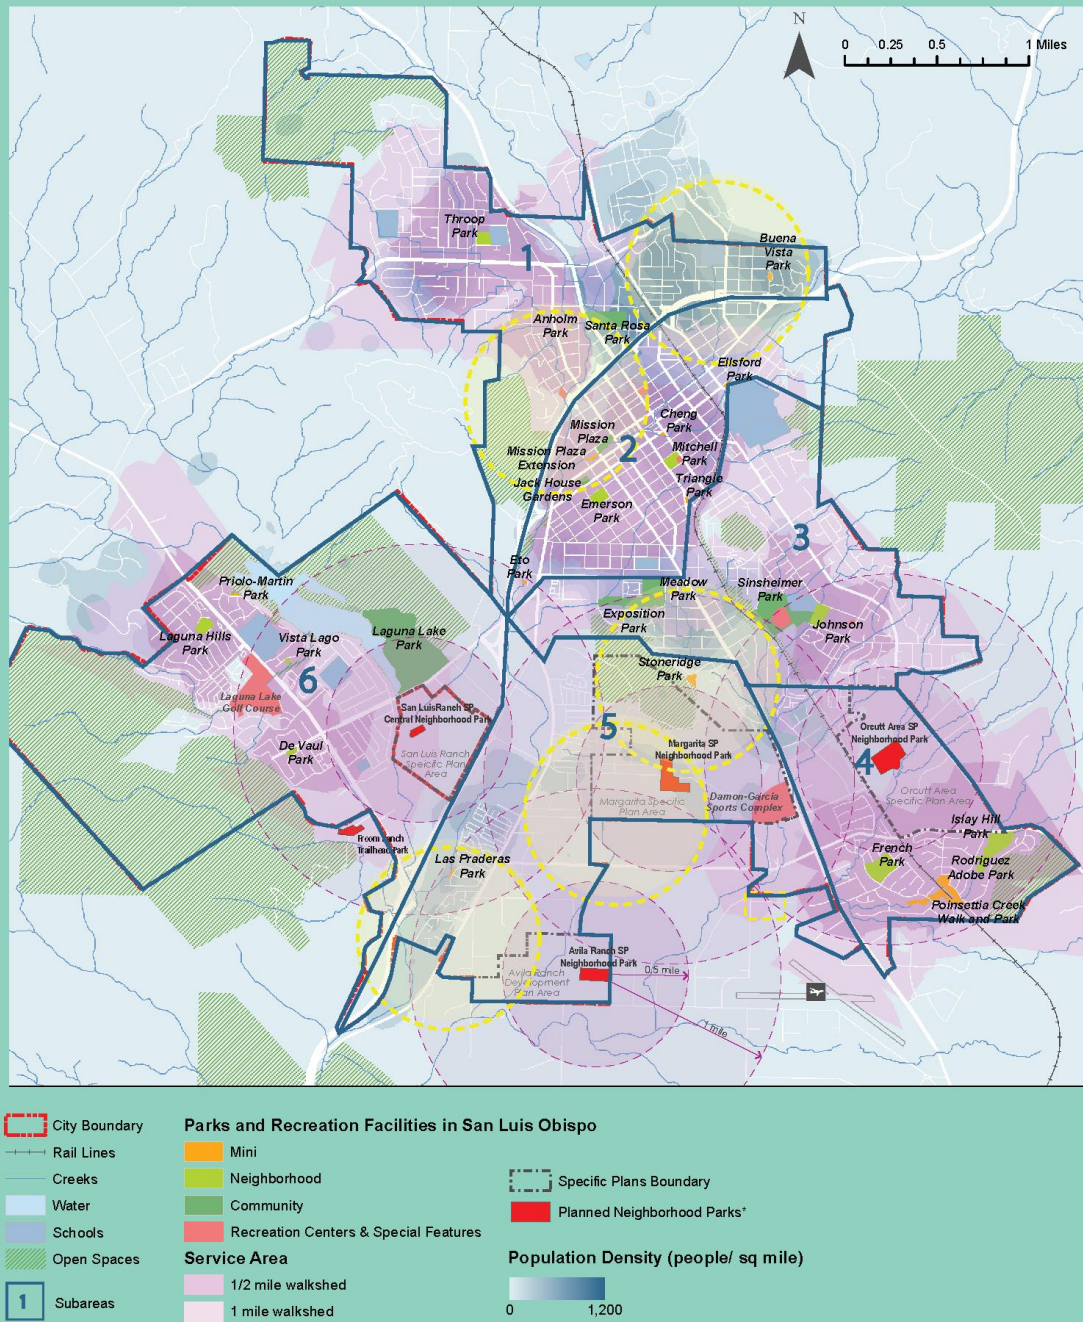 N
0 0.25 0.5 1 Miles
Throop
Park
1
Buena
Vista
Park
Anholm
Park
Santa Rosa
Park
Ellsford
Park
Cheng
Park
Mission
Plaza
2
Mitchell
Park
Mission Plaza
Extension
Jack House
Gardens
Triangle
Park
Emerson
Park
3
Eto
Park
Meadow
Park
Sinsheimer
Park
Priolo-Martin
Park
Exposition
Park
Johnson
Park
Laguna Hills
Park
Vista Lago
Park
Laguna Lake
Park
Stoneridge
Park
6
Laguna Lake
Golf Course
San LuisRanch SP
Central Neighborhood Park
5
Orcutt Area SP
Neighborhood Park
De Vaul
Park
San Luis Ranch
Speicific Plan
Area
Margarita SP
Neighborhood Park
4
Margarita Specific
Plan Area
Damon-Garcia
Sports Complex
Orcutt Area
Specific Plan Area
Froom Ranch
Trailhead Park
Islay Hill
Park
French
Park
Las Praderas
Park
Rodriguez
Adobe Park
Poinsettia Creek
Walk and Park
Avila Ranch SP
Neighborhood Park
Avila Ranch
Development
Plan Area
0.5 mile
1 mile
City Boundary
Rail Lines
Creeks
Water
Schools
Open Spaces
1 Subareas
Parks and Recreation Facilities in San Luis Obispo
Mini
Neighborhood
Community
Recreation Centers & Special Features
Service Area
1/2 mile walkshed
1 mile walkshed
Specific Plans Boundary
Planned Neighborhood Parks*
Population Density (people/ sq mile)
0 1,200